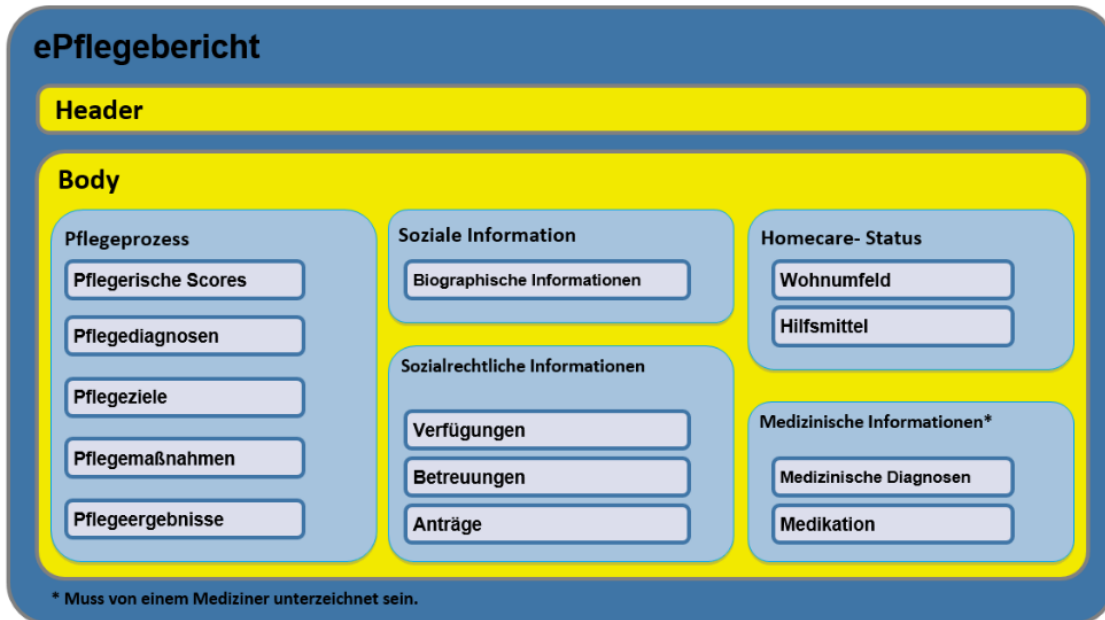 ePflegebericht
Header
Body
Pflegeprozess
Pflegerische Scores
Pflegediagnosen
Pflegeziele
Pflegemaßnahmen
Pflegeergebnisse
Soziale Information
Biographische Informationen
Sozialrechtliche Informationen
Verfügungen
Betreuungen
Anträge
Homecare- Status
Wohnumfeld
Hilfsmittel
Medizinische Informationen*
Medizinische Diagnosen
Medikation
* Muss von einem Mediziner unterzeichnet sein.